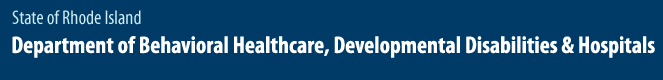 State of Rhode Island
Department of Behavioral Healthcare, Developmental Disabilities & Hospitals